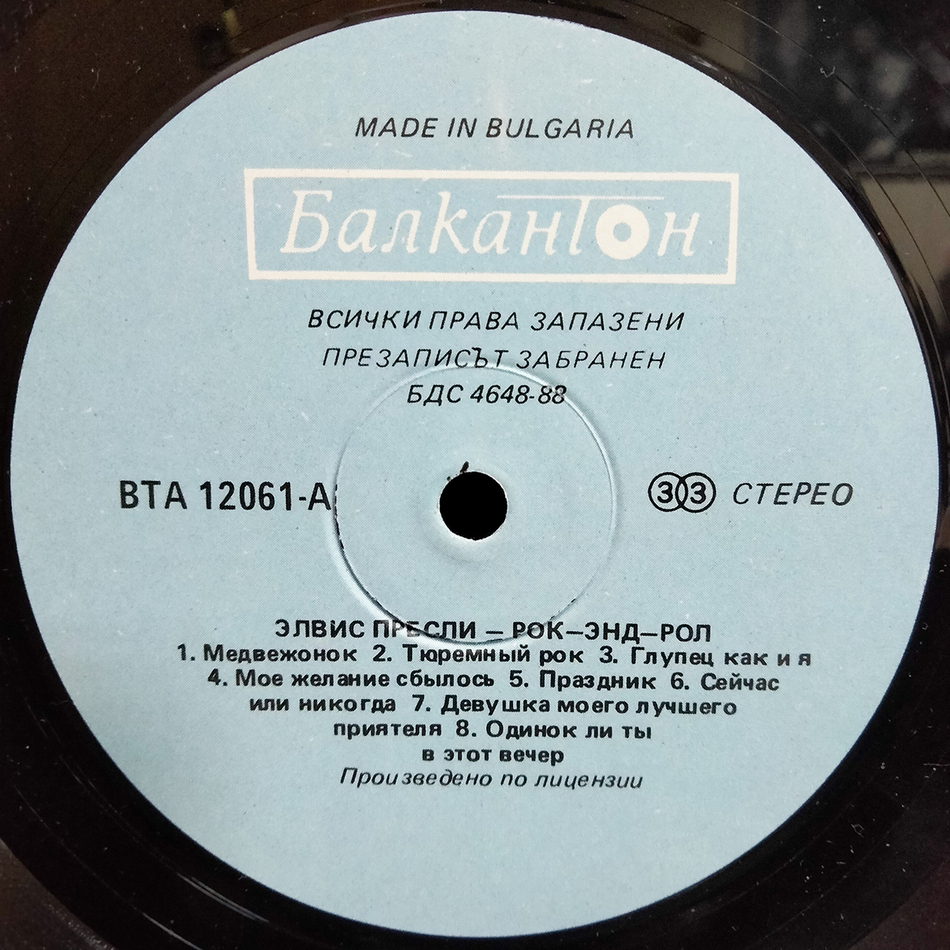 MADE IN BULGARIA
Балкантон
ВСИЧКИ ПРАВА ЗАПАЗЕНИ
ПРЕЗАПИСЪТ ЗАБРАНЕН
БДС 4648-88
ВТА 12061-А
33 СТЕРЕО
ЭЛВИС ПРЕСЛИ — РОК—ЭНД—РОЛ
1. Медвежонок 2. Тюремный рок 3. Глупец как и я
4. Мое желание сбылось 5. Праздник 6. Сейчас
или никогда 7. Девушка моего лучшего
приятеля 8. Одинок ли ты
в этот вечер
Произведено по лицензии